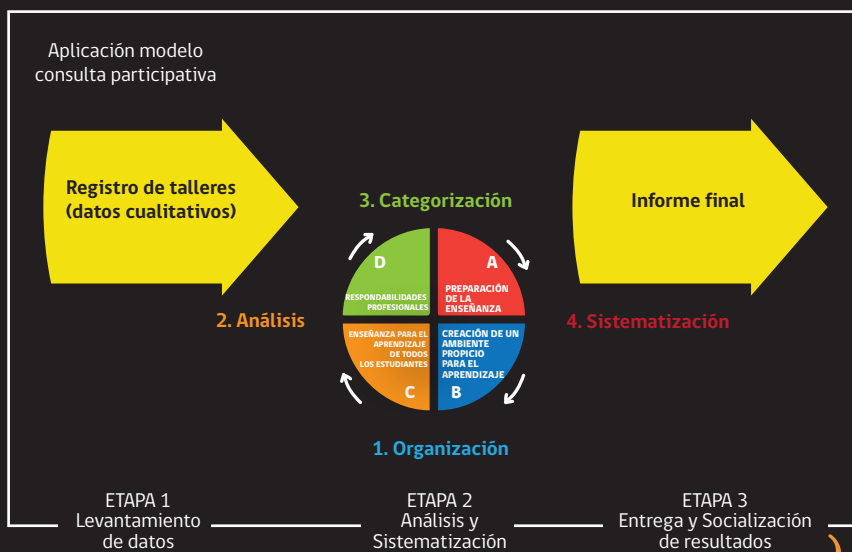 Aplicación modelo
consulta participativa
Registro de talleres
(datos cualitativos)
3. Categorización
Informe final
D
RESPONDABILIDADES
PROFESIONALES
A
PREPARACIÓN
DE LA
ENSEÑANZA
2. Análisis
4. Sistematización
ENSEÑANZA PARA EL
APRENDIZAJE
DE TODOS
LOS ESTUDIANTES
C
CREACIÓN DE UN
AMBIENTE
PROPICIO
PARA EL
APRENDIZAJE
B
1. Organización
ETAPA 1
Levantamiento
de datos
ETAPA 2
Análisis y
Sistematización
ETAPA 3
Entrega y Socialización
de resultados